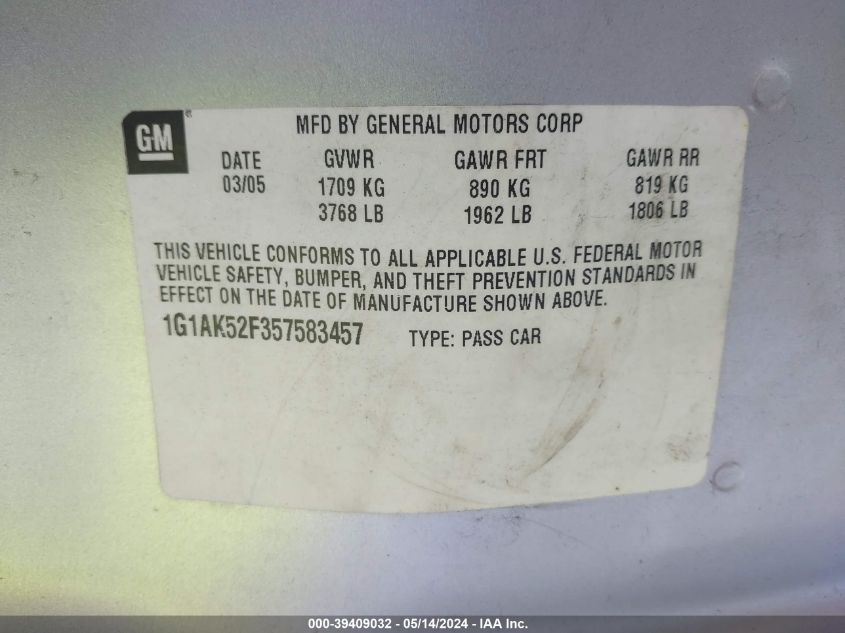 GM
MFD BY GENERAL MOTORS CORP
DATE GVWR GAWR FRT GAWR RR
03/05 1709 KG 890 KG 819 KG
3768 LB 1962 LB 1806 LB
THIS VEHICLE CONFORMS TO ALL APPLICABLE U.S. FEDERAL MOTOR
VEHICLE SAFETY, BUMPER, AND THEFT PREVENTION STANDARDS IN
EFFECT ON THE DATE OF MANUFACTURE SHOWN ABOVE.
1G1AK52F357583457 TYPE: PASS CAR
000-39409032 - 05/14/2024 - IAA Inc.